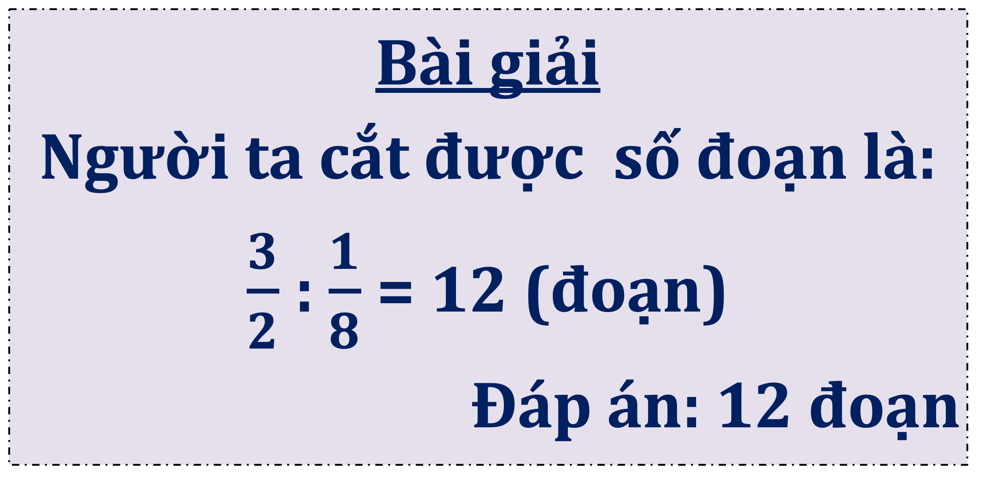 Bài giải
Người ta cắt được  số đoạn là:
3/2 : 1/8 = 12 (đoạn)
Đáp án: 12 đoạn